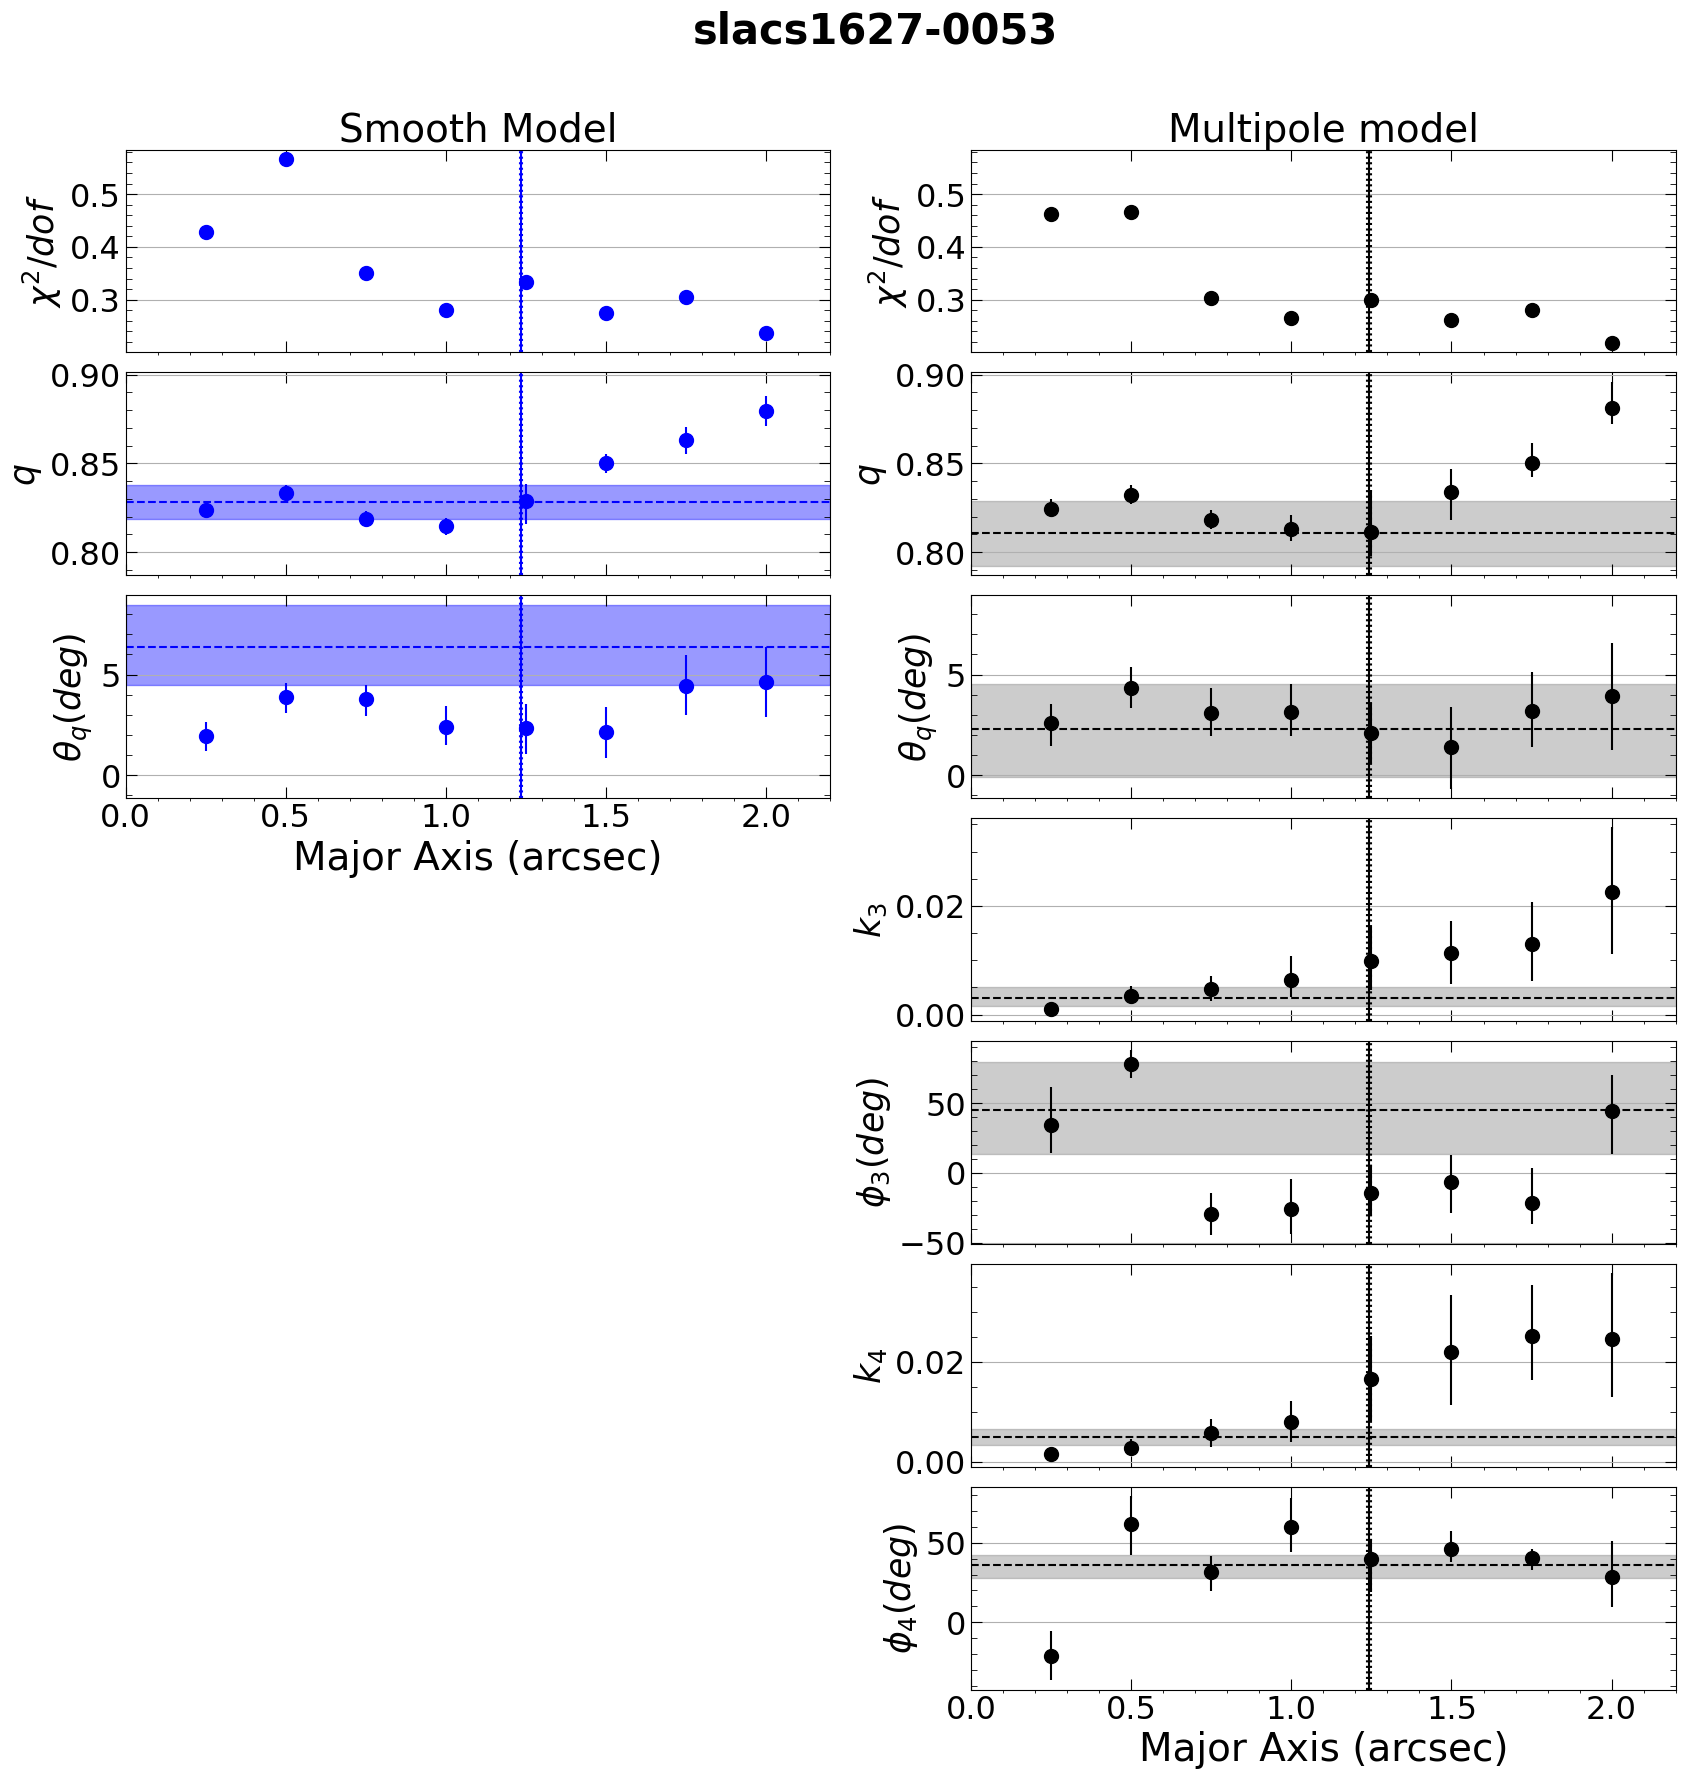 slacs1627-0053
Smooth Model
Multipole model
χ²/dof
0.5
0.4
0.3
χ²/dof
0.5
0.4
0.3
q
0.90
0.85
0.80
q
0.90
0.85
0.80
θ_q(deg)
5
0
θ_q(deg)
5
0
0.0 0.5 1.0 1.5 2.0
Major Axis (arcsec)
k₃
0.02
0.00
ϕ₃(deg)
50
0
−50
k₄
0.02
0.00
ϕ₄(deg)
50
0
0.0 0.5 1.0 1.5 2.0
Major Axis (arcsec)